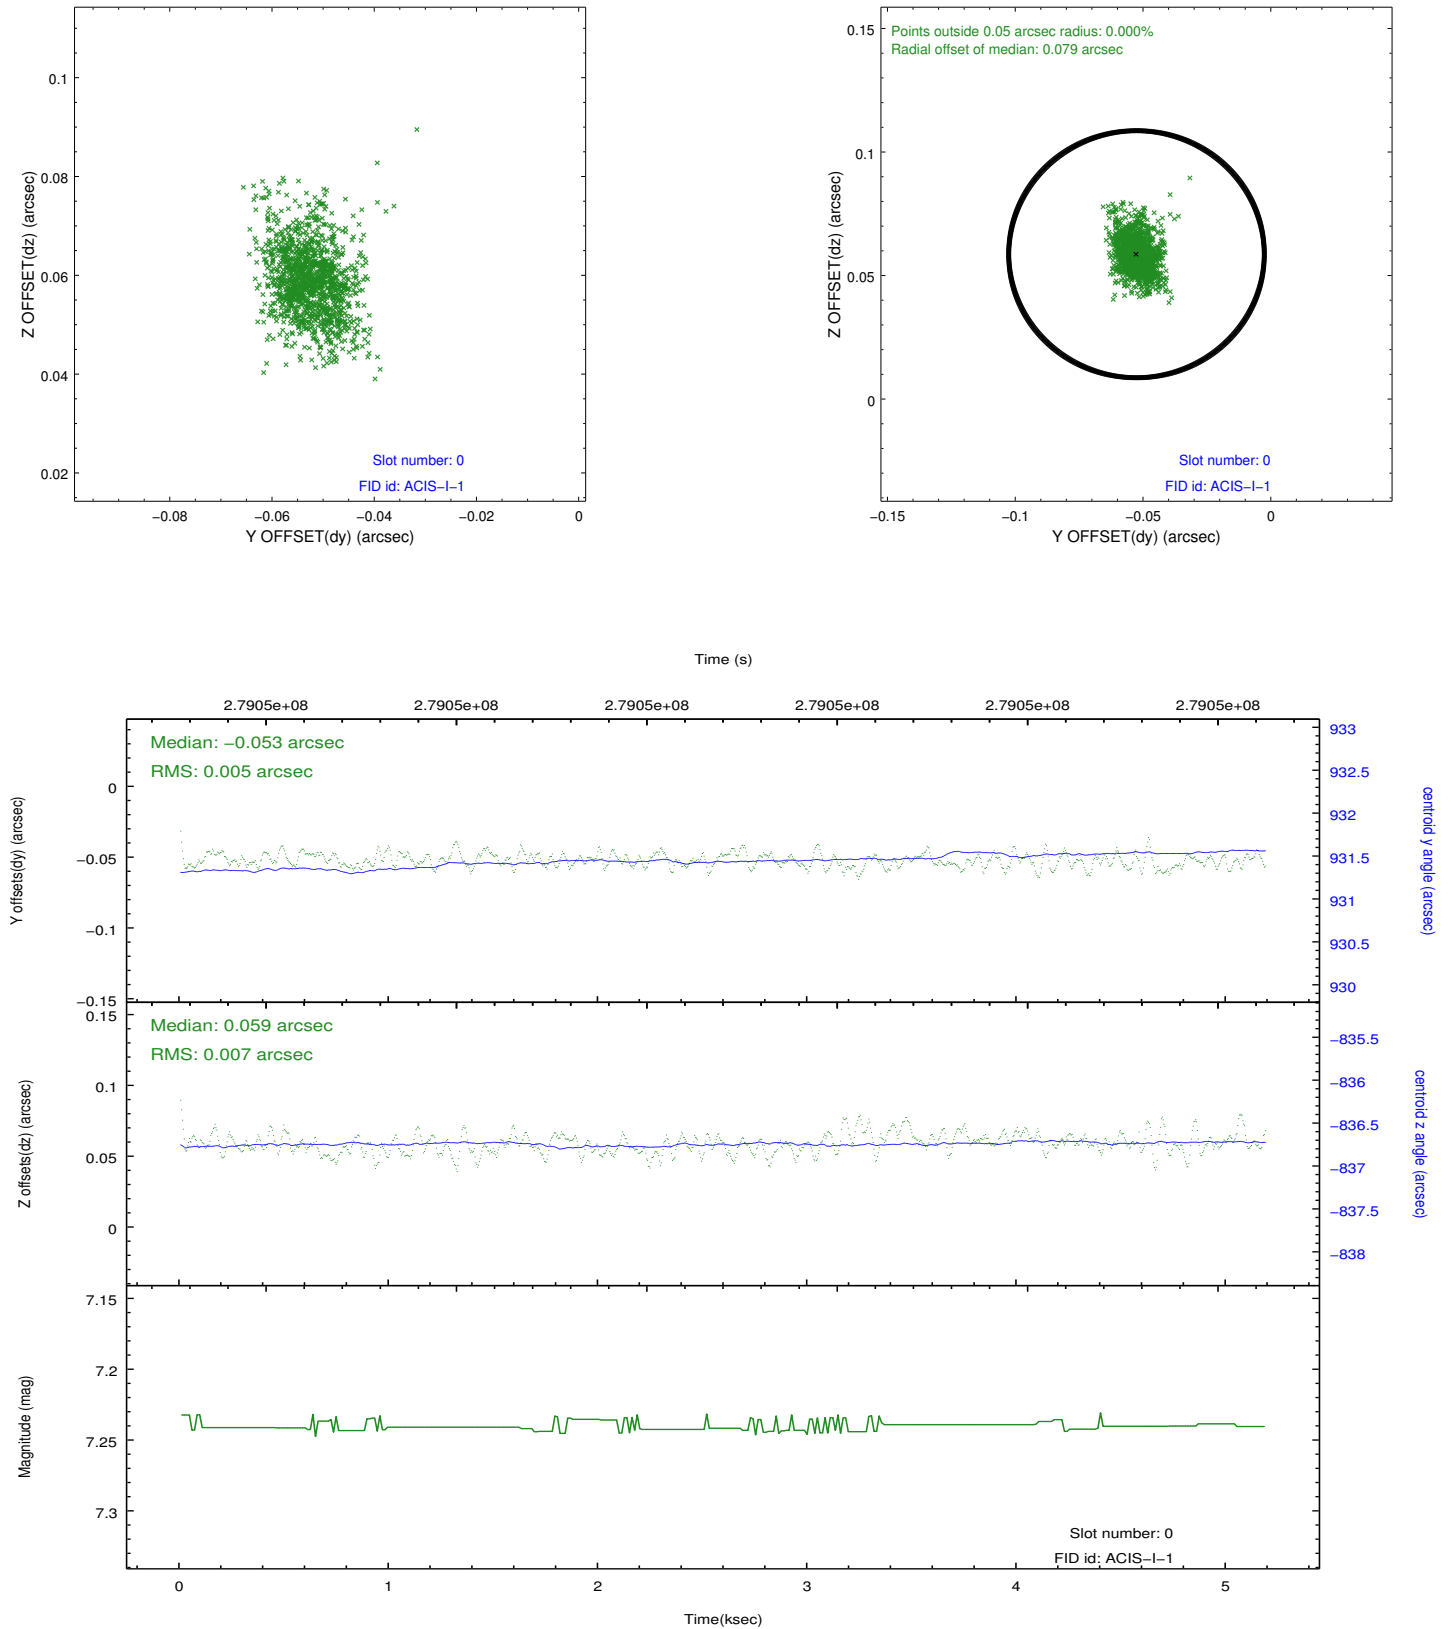 0.1
0.08
0.06
0.04
0.02
Z OFFSET(dz) (arcsec)
Slot number: 0
FID id: ACIS−I−1
−0.08
−0.06
−0.04
−0.02
0
Y OFFSET(dy) (arcsec)
Points outside 0.05 arcsec radius: 0.000%
Radial offset of median: 0.079 arcsec
0.15
0.1
0.05
0
Z OFFSET(dz) (arcsec)
Slot number: 0
FID id: ACIS−I−1
−0.15
−0.1
−0.05
0
Y OFFSET(dy) (arcsec)
Time (s)
2.7905e+08
2.7905e+08
2.7905e+08
2.7905e+08
2.7905e+08
2.7905e+08
Median: −0.053 arcsec
RMS: 0.005 arcsec
0
−0.05
−0.1
−0.15
Y offsets(dy) (arcsec)
933
932.5
932
931.5
931
930.5
930
centroid y angle (arcsec)
Median: 0.059 arcsec
RMS: 0.007 arcsec
0.15
0.1
0.05
0
Z offsets(dz) (arcsec)
−835.5
−836
−836.5
−837
−837.5
−838
centroid z angle (arcsec)
7.15
7.2
7.25
7.3
Magnitude (mag)
Slot number: 0
FID id: ACIS−I−1
0
1
2
3
4
5
Time(ksec)